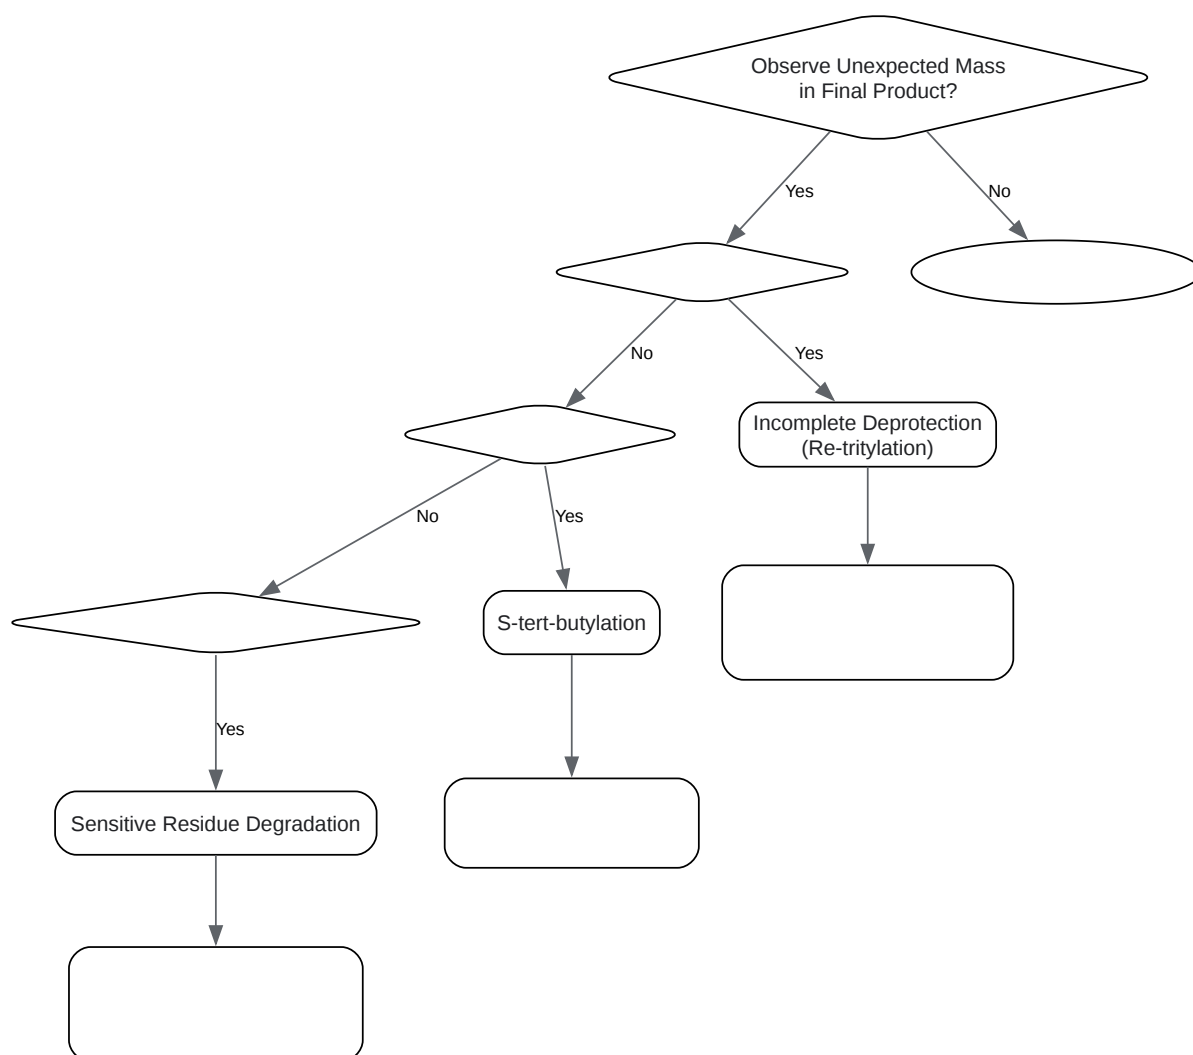 Observe Unexpected Mass
in Final Product?
Yes
No
No
Yes
Incomplete Deprotection
(Re-tritylation)
No
Yes
S-tert-butylation
Yes
Sensitive Residue Degradation